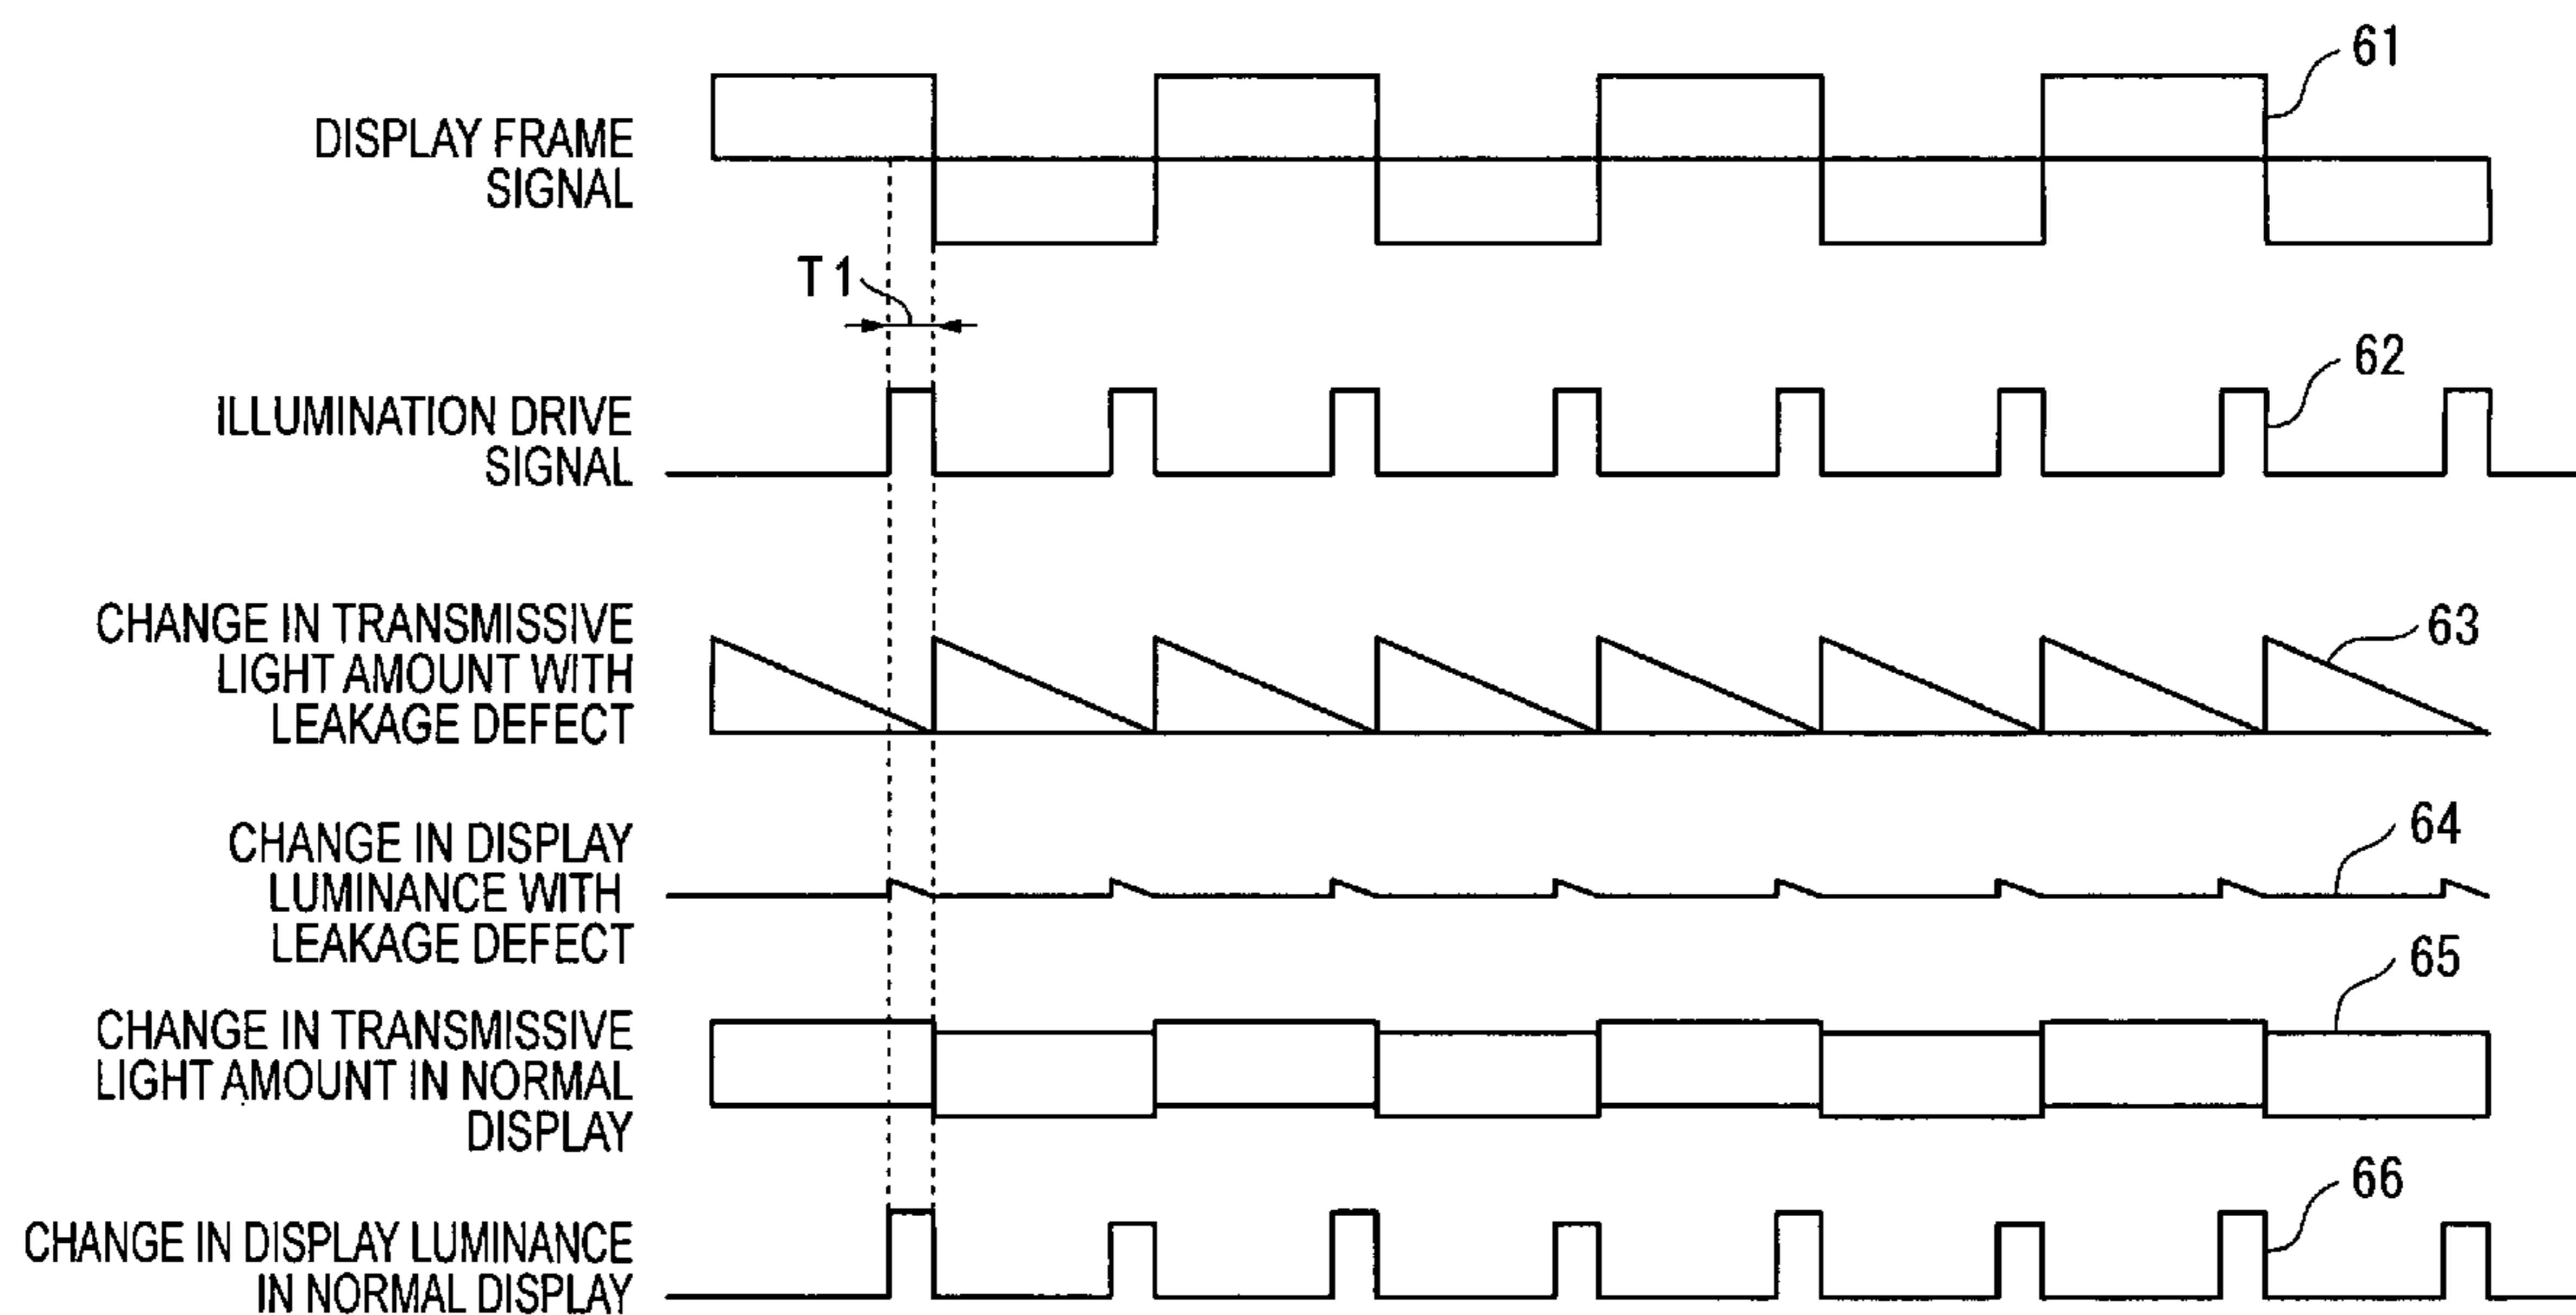 61
DISPLAY FRAME
SIGNAL
T1
62
ILLUMINATION DRIVE
SIGNAL
CHANGE IN TRANSMISSIVE
LIGHT AMOUNT WITH
LEAKAGE DEFECT
63
CHANGE IN DISPLAY
LUMINANCE WITH
LEAKAGE DEFECT
64
65
CHANGE IN TRANSMISSIVE
LIGHT AMOUNT IN NORMAL
DISPLAY
66
CHANGE IN DISPLAY LUMINANCE
IN NORMAL DISPLAY